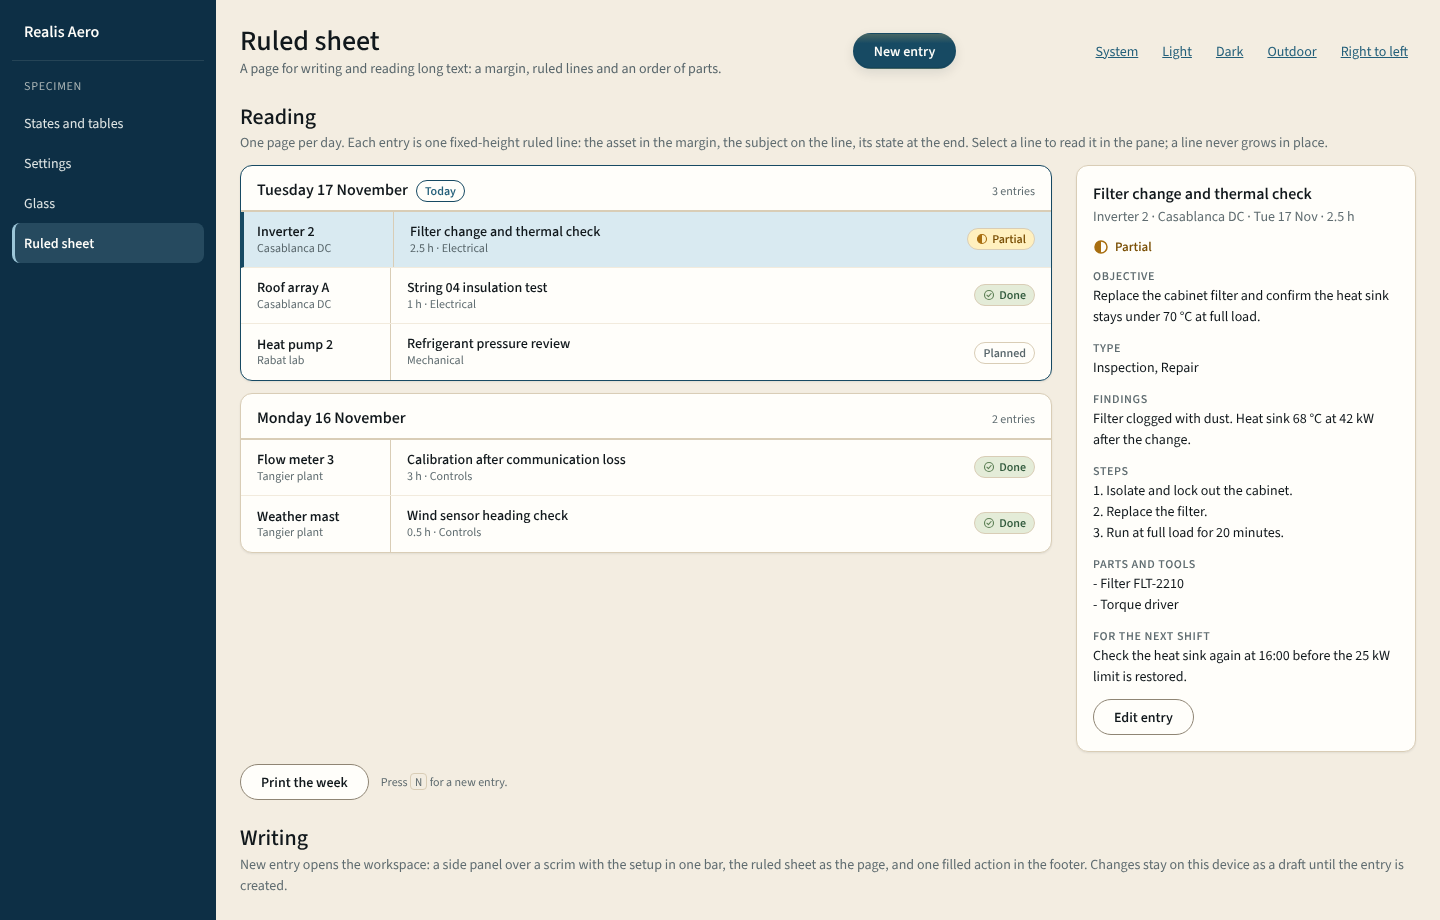 Realis Aero
SPECIMEN
States and tables
Settings
Glass
Ruled sheet
Ruled sheet
A page for writing and reading long text: a margin, ruled lines and an order of parts.
New entry
System Light Dark Outdoor Right to left
Reading
One page per day. Each entry is one fixed-height ruled line: the asset in the margin, the subject on the line, its state at the end. Select a line to read it in the pane; a line never grows in place.
Tuesday 17 November Today 3 entries
Inverter 2 Filter change and thermal check
Casablanca DC 2.5 h · Electrical
Partial
Roof array A String 04 insulation test
Casablanca DC 1 h · Electrical
Done
Heat pump 2 Refrigerant pressure review
Rabat lab Mechanical
Planned
Monday 16 November 2 entries
Flow meter 3 Calibration after communication loss
Tangier plant 3 h · Controls
Done
Weather mast Wind sensor heading check
Tangier plant 0.5 h · Controls
Done
Filter change and thermal check
Inverter 2 · Casablanca DC · Tue 17 Nov · 2.5 h
Partial
OBJECTIVE
Replace the cabinet filter and confirm the heat sink
stays under 70 °C at full load.
TYPE
Inspection, Repair
FINDINGS
Filter clogged with dust. Heat sink 68 °C at 42 kW
after the change.
STEPS
1. Isolate and lock out the cabinet.
2. Replace the filter.
3. Run at full load for 20 minutes.
PARTS AND TOOLS
- Filter FLT-2210
- Torque driver
FOR THE NEXT SHIFT
Check the heat sink again at 16:00 before the 25 kW
limit is restored.
Edit entry
Print the week Press N for a new entry.
Writing
New entry opens the workspace: a side panel over a scrim with the setup in one bar, the ruled sheet as the page, and one filled action in the footer. Changes stay on this device as a draft until the entry is
created.